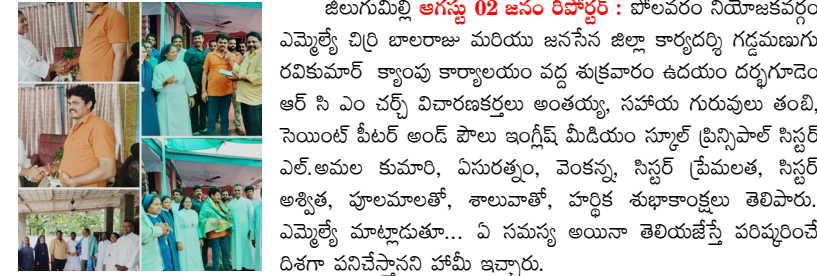 జీలుగుమిల్లి ఆగస్టు 02 జనం రిపోర్టర్ : పోలవరం నియోజకవర్గం
ఎమ్మెల్యే చిర్రి బాలరాజు మరియు జనసేన జిల్లా కార్యదర్శి గడ్డమణుగు
రవికుమార్ క్యాంపు కార్యాలయం వద్ద శుక్రవారం ఉదయం దర్భగూడెం
ఆర్ సి ఎం చర్చ్ విచారణకర్తలు అంతయ్య, సహాయ గురువులు తంబి,
సెయింట్ పీటర్ అండ్ పౌలు ఇంగ్లీష్ మీడియం స్కూల్ ప్రిన్సిపాల్ సిస్టర్
ఎల్.అమల కుమారి, ఏసురత్నం, వెంకన్న, సిస్టర్ ప్రేమలత, సిస్టర్
అశ్విత, పూలమాలతో, శాలువాతో, హర్థిక శుభాకాంక్షలు తెలిపారు.
ఎమ్మెల్యే మాట్లాడుతూ... ఏ సమస్య అయినా తెలియజేస్తే పరిష్కరించే
దిశగా పనిచేస్తానని హామీ ఇచ్చారు.